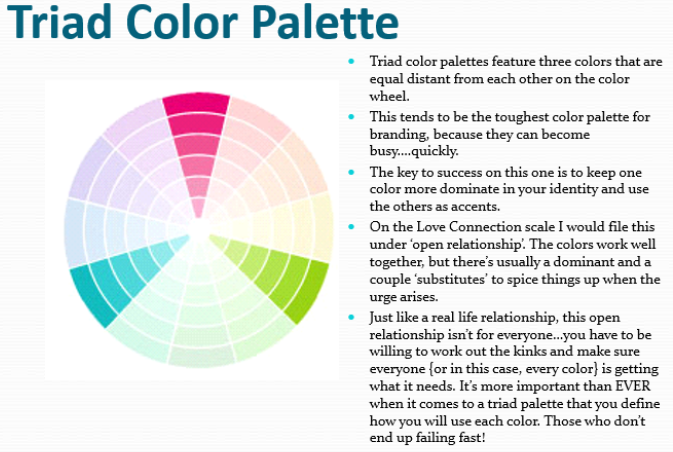 Triad Color Palette
Triad color palettes feature three colors that are
equal distant from each other on the color
wheel.
This tends to be the toughest color palette for
branding, because they can become
busy....quickly.
The key to success on this one is to keep one
color more dominate in your identity and use
the others as accents.
On the Love Connection scale I would file this
under ‘open relationship’. The colors work well
together, but there’s usually a dominant and a
couple ‘substitutes’ to spice things up when the
urge arises.
Just like a real life relationship, this open
relationship isn’t for everyone...you have to be
willing to work out the kinks and make sure
everyone {or in this case, every color} is getting
what it needs. It’s more important than EVER
when it comes to a triad palette that you define
how you will use each color. Those who don’t
end up failing fast!